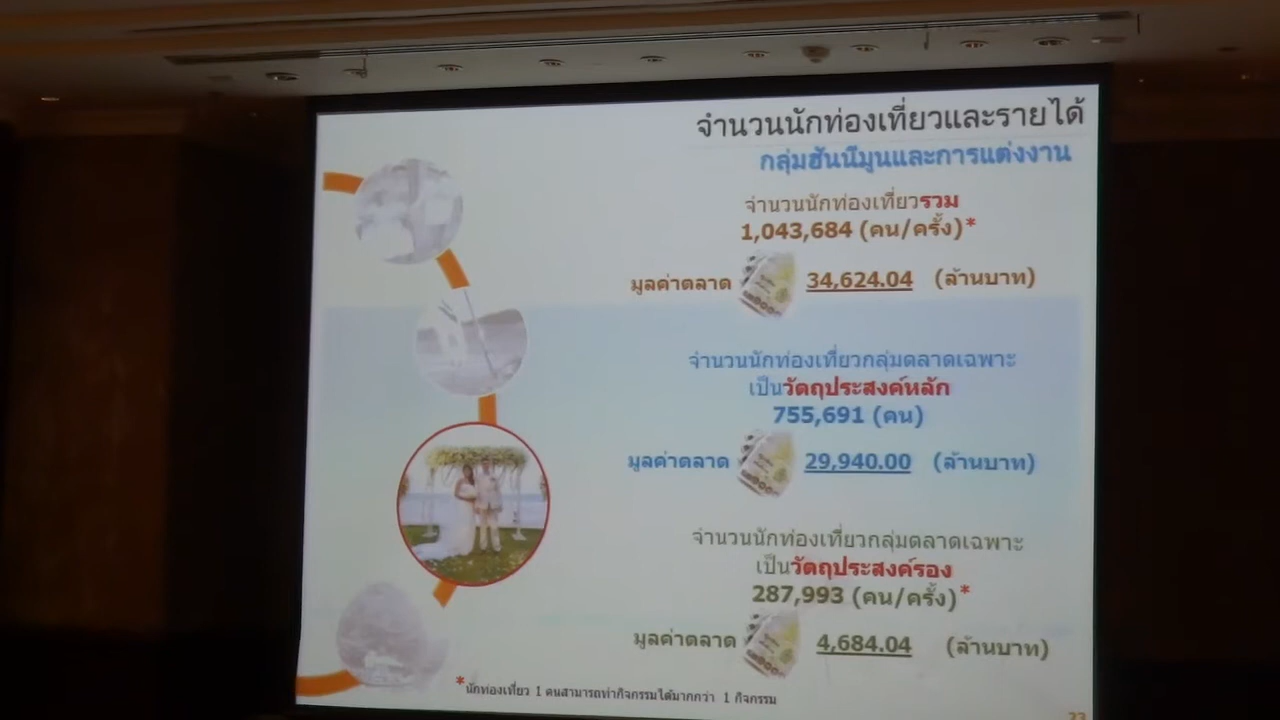 จำนวนนักท่องเที่ยวและรายได้
กลุ่มฮันนีมูนและการแต่งงาน
จำนวนนักท่องเที่ยวรวม
1,043,684 (คน/ครั้ง)*
มูลค่าตลาด 34,624.04 (ล้านบาท)
จำนวนนักท่องเที่ยวกลุ่มตลาดเฉพาะ
เป็นวัตถุประสงค์หลัก
755,691 (คน)
มูลค่าตลาด 29,940.00 (ล้านบาท)
จำนวนนักท่องเที่ยวกลุ่มตลาดเฉพาะ
เป็นวัตถุประสงค์รอง
287,993 (คน/ครั้ง)*
มูลค่าตลาด 4,684.04 (ล้านบาท)
*นักท่องเที่ยว 1 คนสามารถทำกิจกรรมได้มากกว่า 1 กิจกรรม